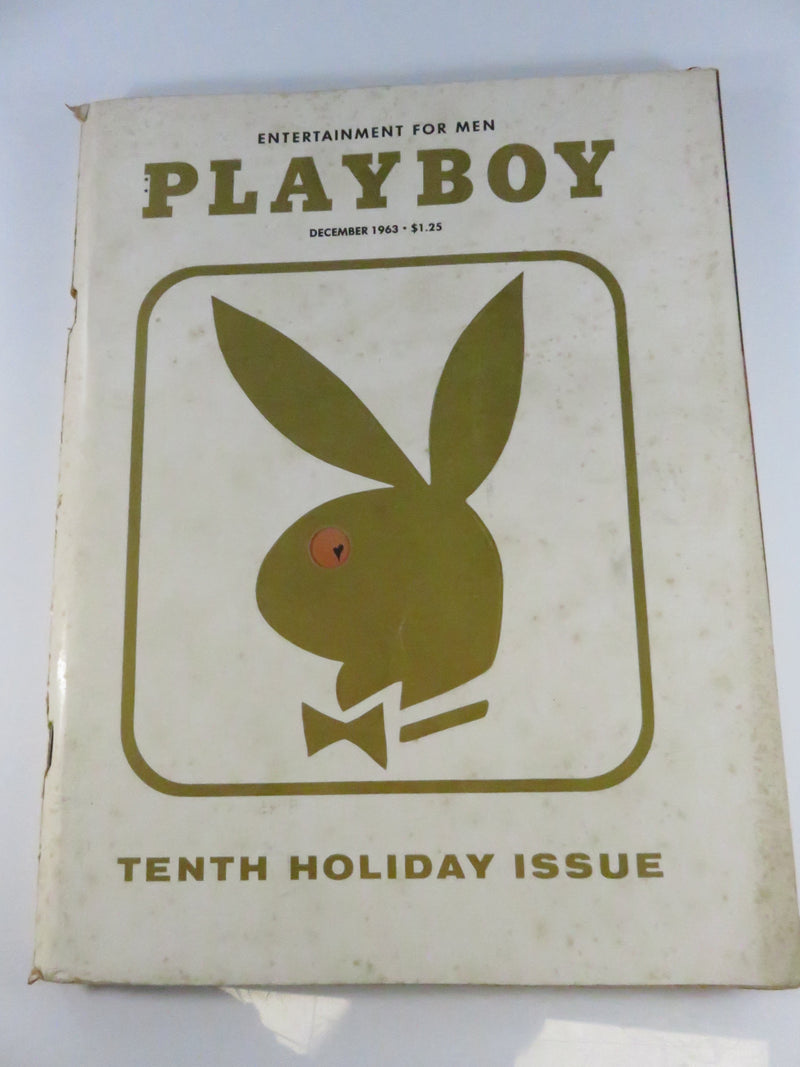 ENTERTAINMENT FOR MEN
PLAYBOY
DECEMBER 1963 • $1.25
TENTH HOLIDAY ISSUE